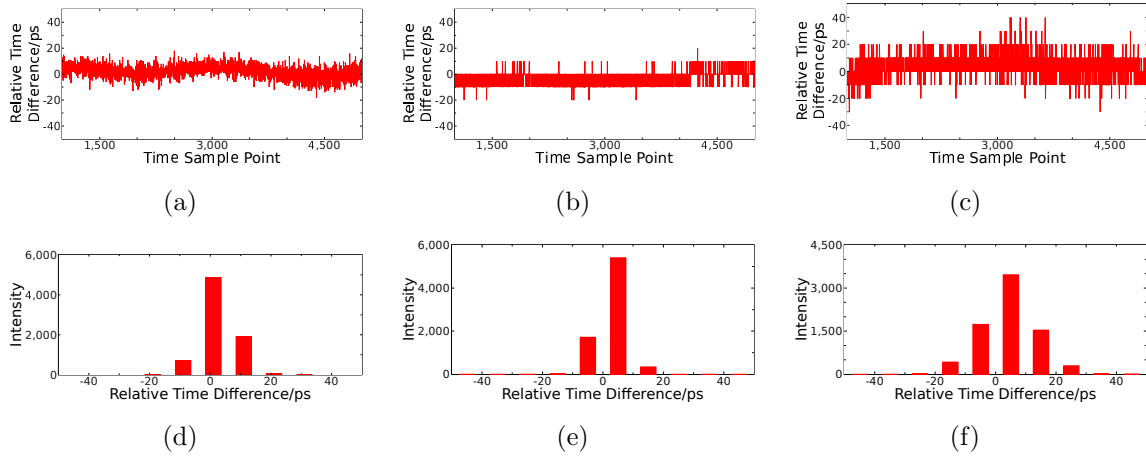 Relative Time
Difference/ps
40
20
0
-20
-40
1,500
3,000
4,500
Time Sample Point
(a)
Relative Time
Difference/ps
40
20
0
-20
-40
1,500
3,000
4,500
Time Sample Point
(b)
Relative Time
Difference/ps
40
20
0
-20
-40
1,500
3,000
4,500
Time Sample Point
(c)
Intensity
6,000
4,000
2,000
0
-40
-20
0
20
40
Relative Time Difference/ps
(d)
Intensity
6,000
4,000
2,000
0
-40
-20
0
20
40
Relative Time Difference/ps
(e)
Intensity
4,500
3,000
1,500
0
-40
-20
0
20
40
Relative Time Difference/ps
(f)